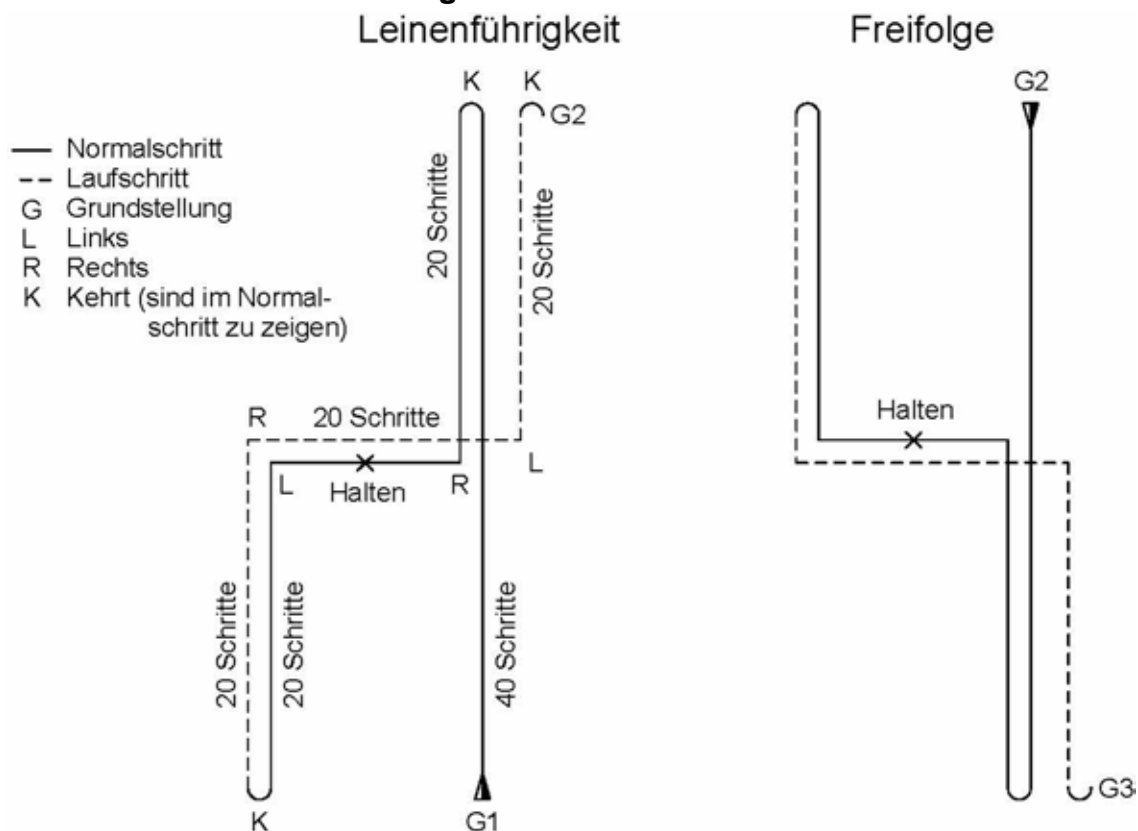 Leinenführigkeit
Freifolge
K
K
G2
G2
Normalschritt
Laufschritt
G Grundstellung
L Links
R Rechts
K Kehrt (sind im Normal-
schritt zu zeigen)
20 Schritte
20 Schritte
R 20 Schritte
L
Halten
R
L
Halten
20 Schritte
20 Schritte
40 Schritte
K
G1
G3